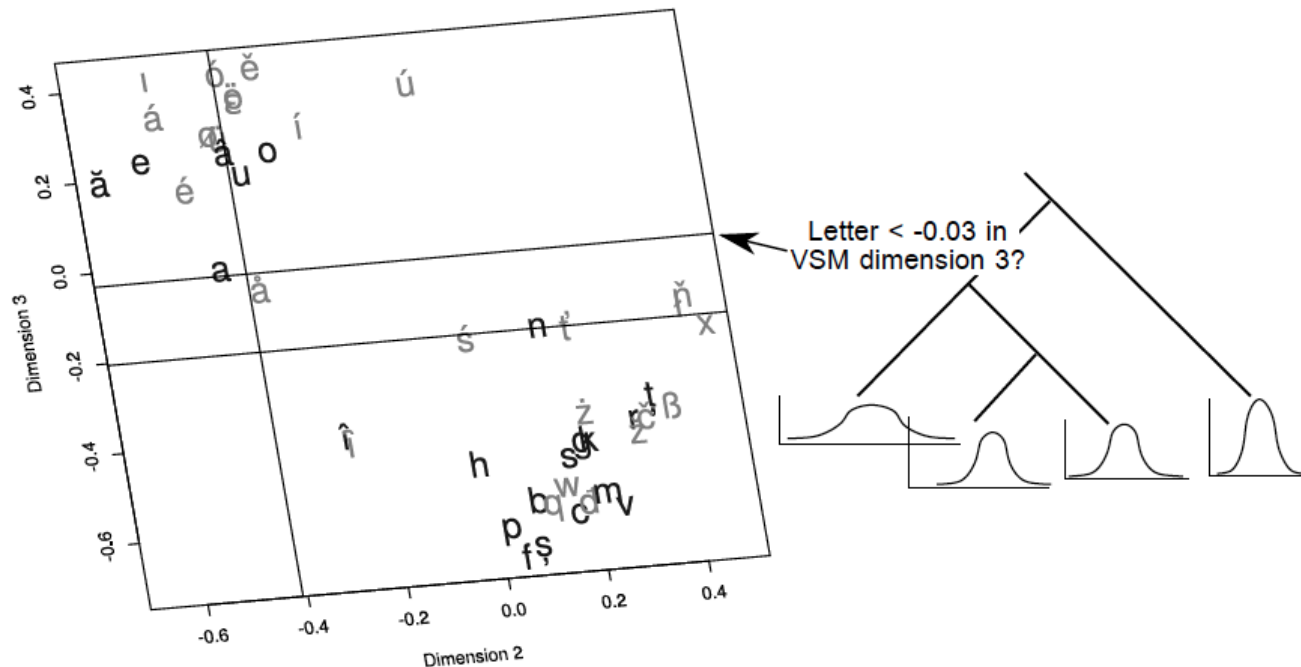 ı
ó
ě
ë
ú
á
í
ø
e
â
o
u
ă
é
a
å
ś
n
ť
ň
x
ț
ß
r
č
ż
ž
î
h
g
k
s
w
b
q
đ
m
c
v
p
f
ș
0.4
0.2
0.0
-0.2
-0.4
-0.6
Dimension 3
-0.6
-0.4
-0.2
0.0
0.2
0.4
Dimension 2
Letter < -0.03 in
VSM dimension 3?